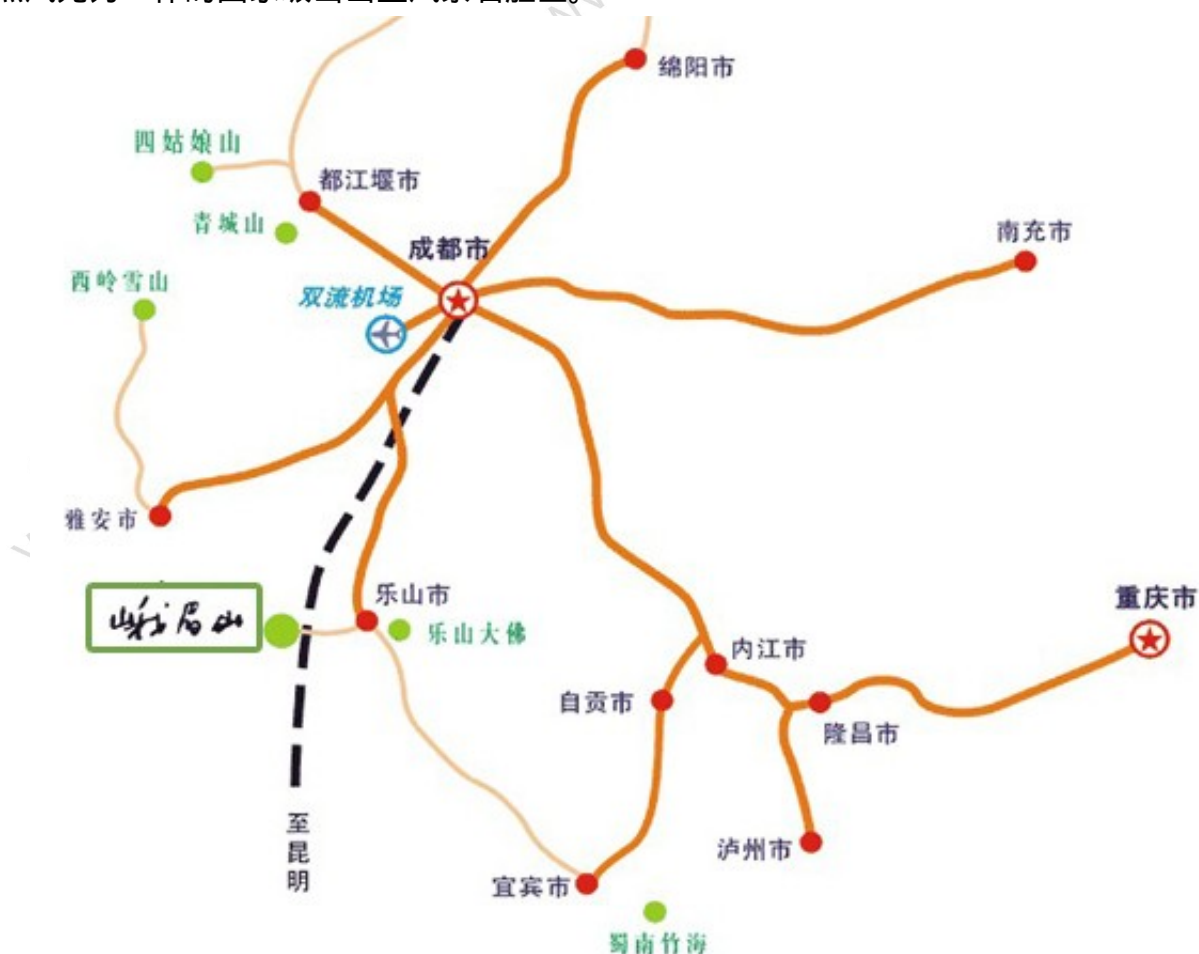 绵阳市
四姑娘山
都江堰市
青城山
成都市
南充市
西岭雪山
双流机场
雅安市
乐山市
峨眉山
乐山大佛
重庆市
内江市
自贡市
隆昌市
泸州市
至昆明
宜宾市
蜀南竹海